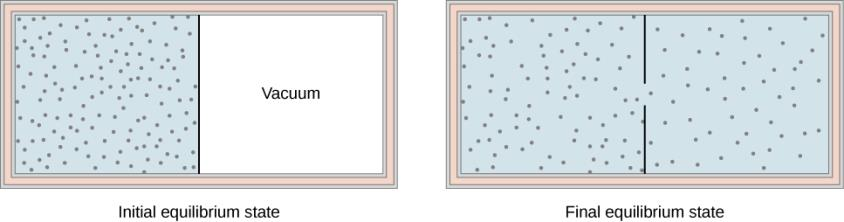 Vacuum
Initial equilibrium state
Final equilibrium state